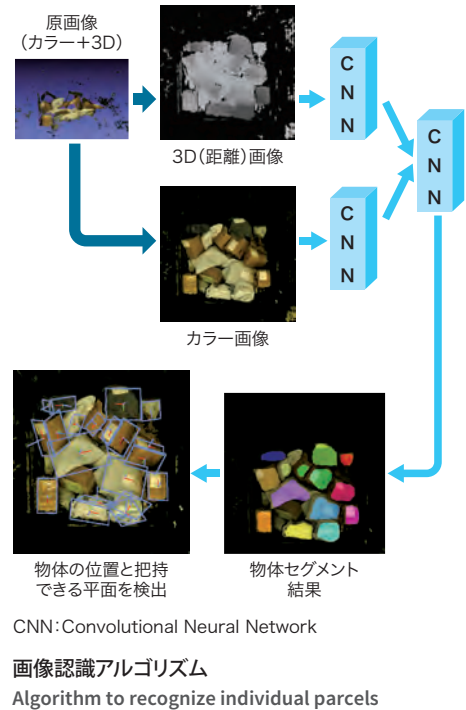 原画像
（カラー＋3D）
3D（距離）画像
C
N
N
カラー画像
C
N
N
C
N
N
物体の位置と把持
できる平面を検出
物体セグメント
結果
CNN：Convolutional Neural Network
画像認識アルゴリズム
Algorithm to recognize individual parcels